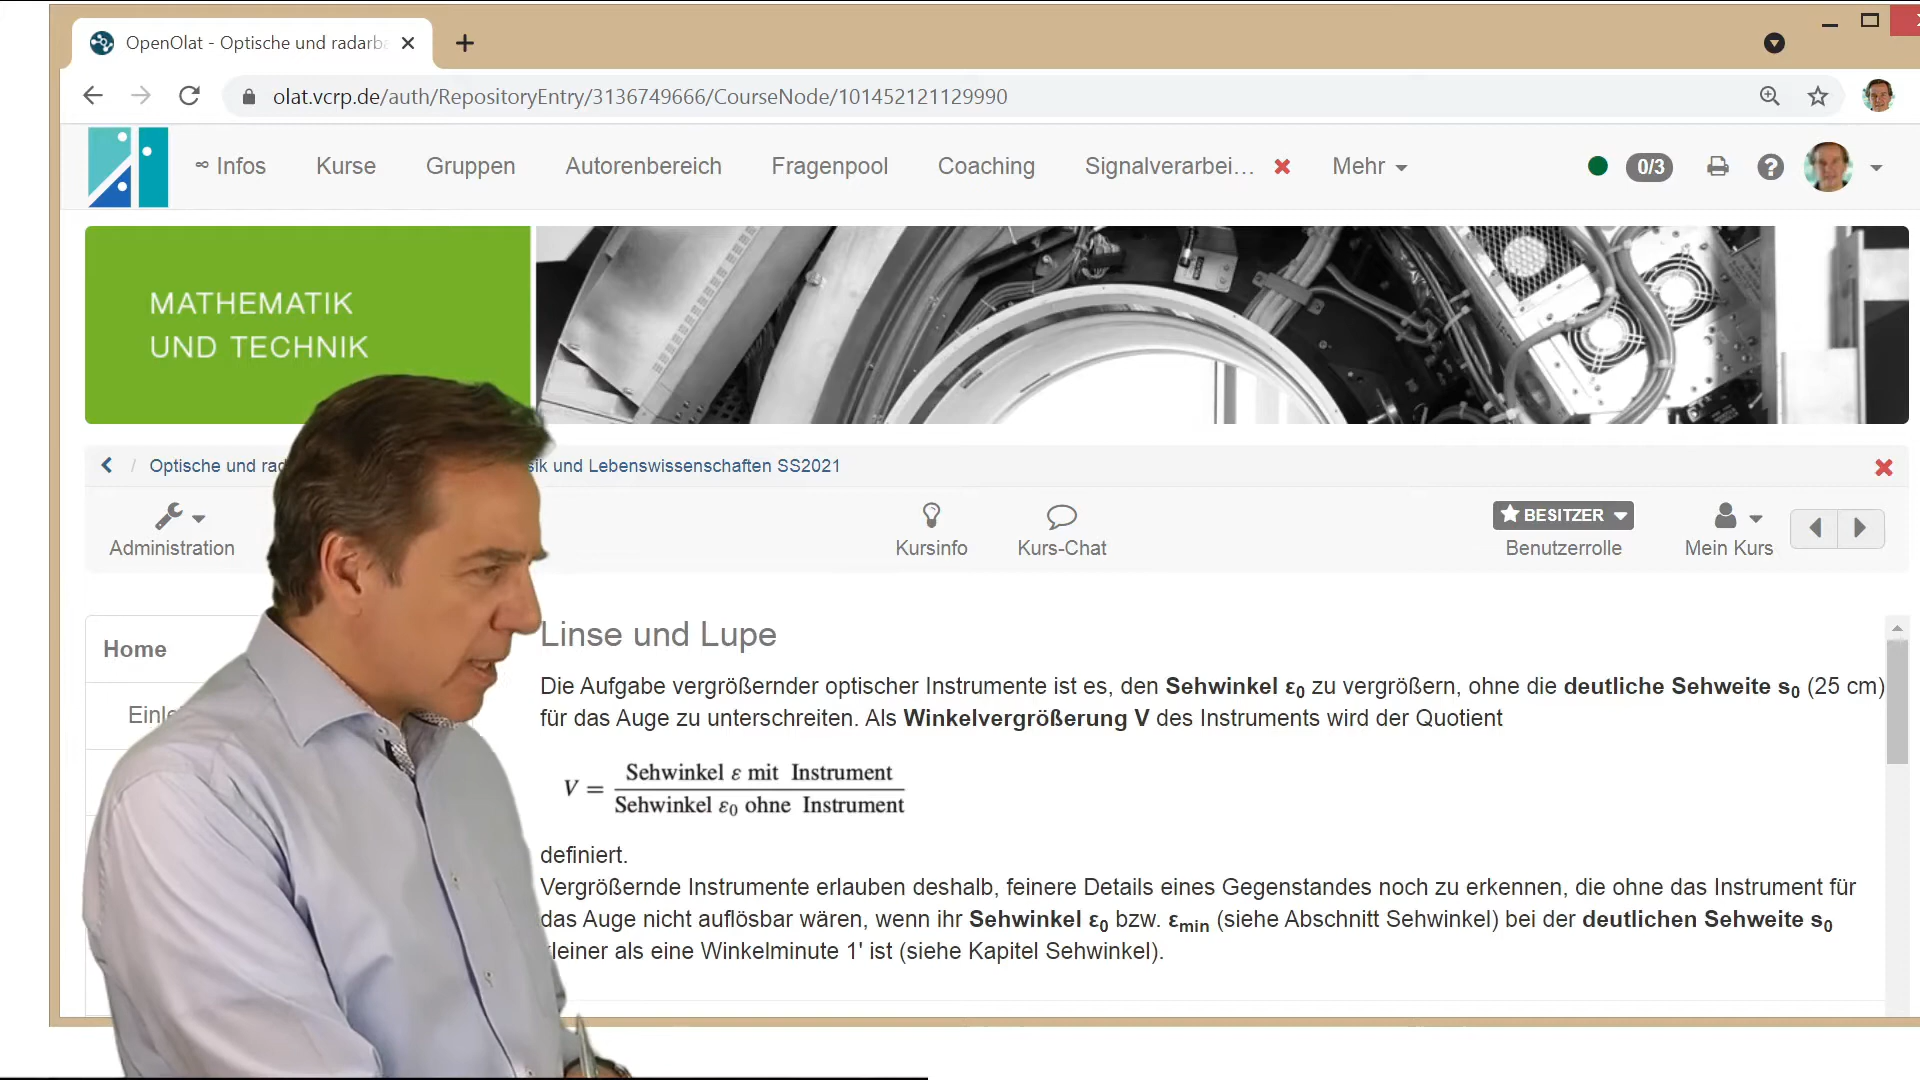 OpenOlat - Optische und radarba
olat.vcrp.de/auth/RepositoryEntry/3136749666/CourseNode/101452121129990
∞ Infos Kurse Gruppen Autorenbereich Fragenpool Coaching Signalverarbei... Mehr 0/3
MATHEMATIK
UND TECHNIK
/ Optische und rad sik und Lebenswissenschaften SS2021
BESITZER
Administration Kursinfo Kurs-Chat Benutzerrolle Mein Kurs
Linse und Lupe
Home
Die Aufgabe vergrößernder optischer Instrumente ist es, den Sehwinkel ε0 zu vergrößern, ohne die deutliche Sehweite s0 (25 cm)
Einle
für das Auge zu unterschreiten. Als Winkelvergrößerung V des Instruments wird der Quotient
V = Sehwinkel ε mit Instrument
Sehwinkel ε0 ohne Instrument
definiert.
Vergrößernde Instrumente erlauben deshalb, feinere Details eines Gegenstandes noch zu erkennen, die ohne das Instrument für
das Auge nicht auflösbar wären, wenn ihr Sehwinkel ε0 bzw. εmin (siehe Abschnitt Sehwinkel) bei der deutlichen Sehweite s0
kleiner als eine Winkelminute 1' ist (siehe Kapitel Sehwinkel).